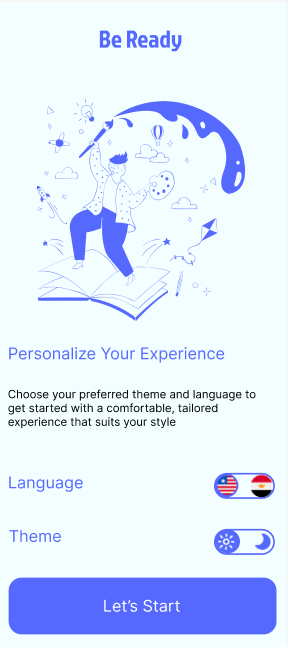 Be Ready
Personalize Your Experience
Choose your preferred theme and language to
get started with a comfortable, tailored
experience that suits your style
Language
Theme
Let's Start